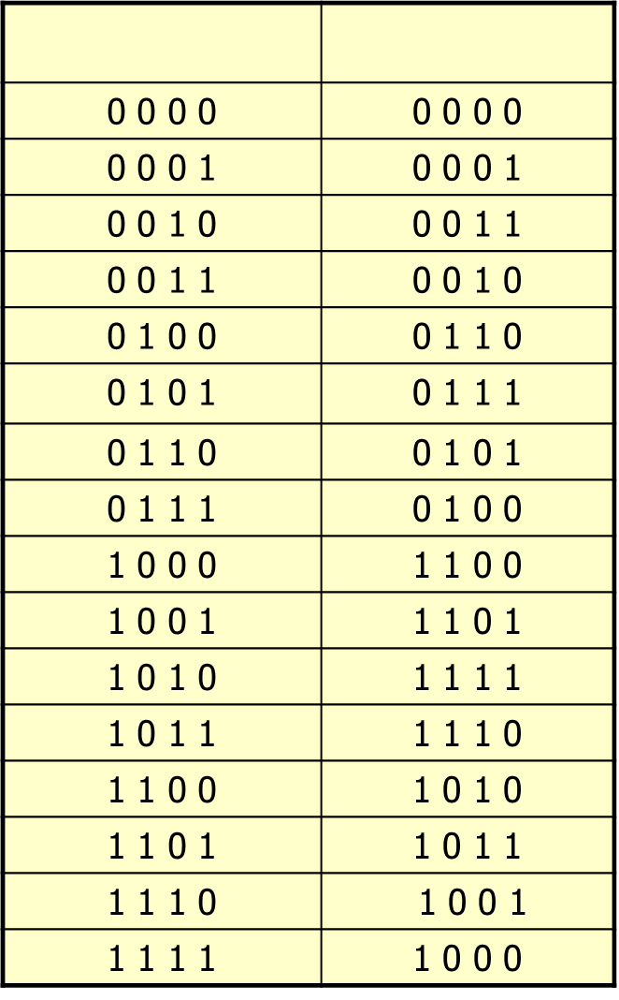 0 0 0 0 0 0 0 0
0 0 0 1 0 0 0 1
0 0 1 0 0 0 1 1
0 0 1 1 0 0 1 0
0 1 0 0 0 1 1 0
0 1 0 1 0 1 1 1
0 1 1 0 0 1 0 1
0 1 1 1 0 1 0 0
1 0 0 0 1 1 0 0
1 0 0 1 1 1 0 1
1 0 1 0 1 1 1 1
1 0 1 1 1 1 1 0
1 1 0 0 1 0 1 0
1 1 0 1 1 0 1 1
1 1 1 0 1 0 0 1
1 1 1 1 1 0 0 0